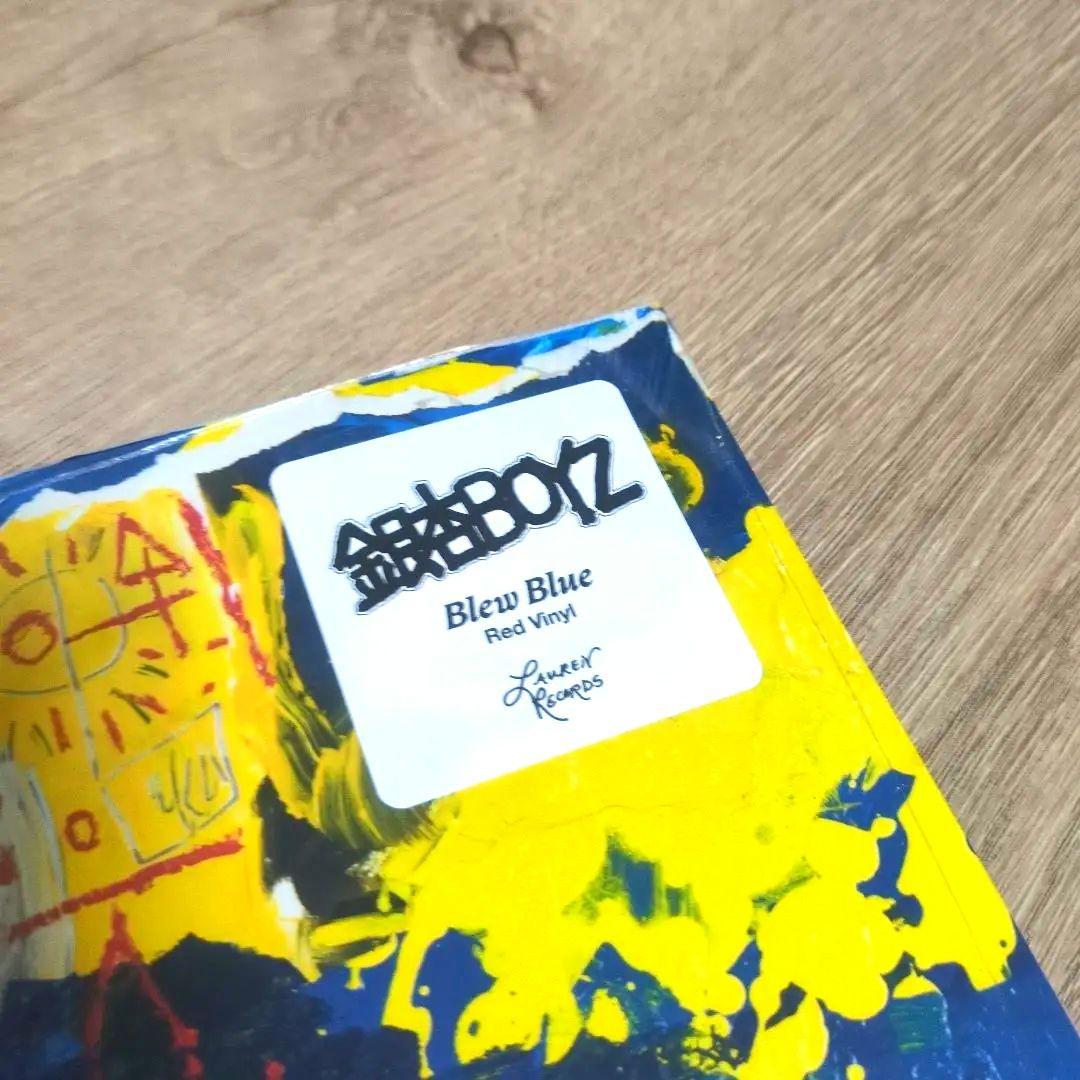 銀杏BOYZ
Blew Blue
Red Vinyl
LAUREN
RECORDS